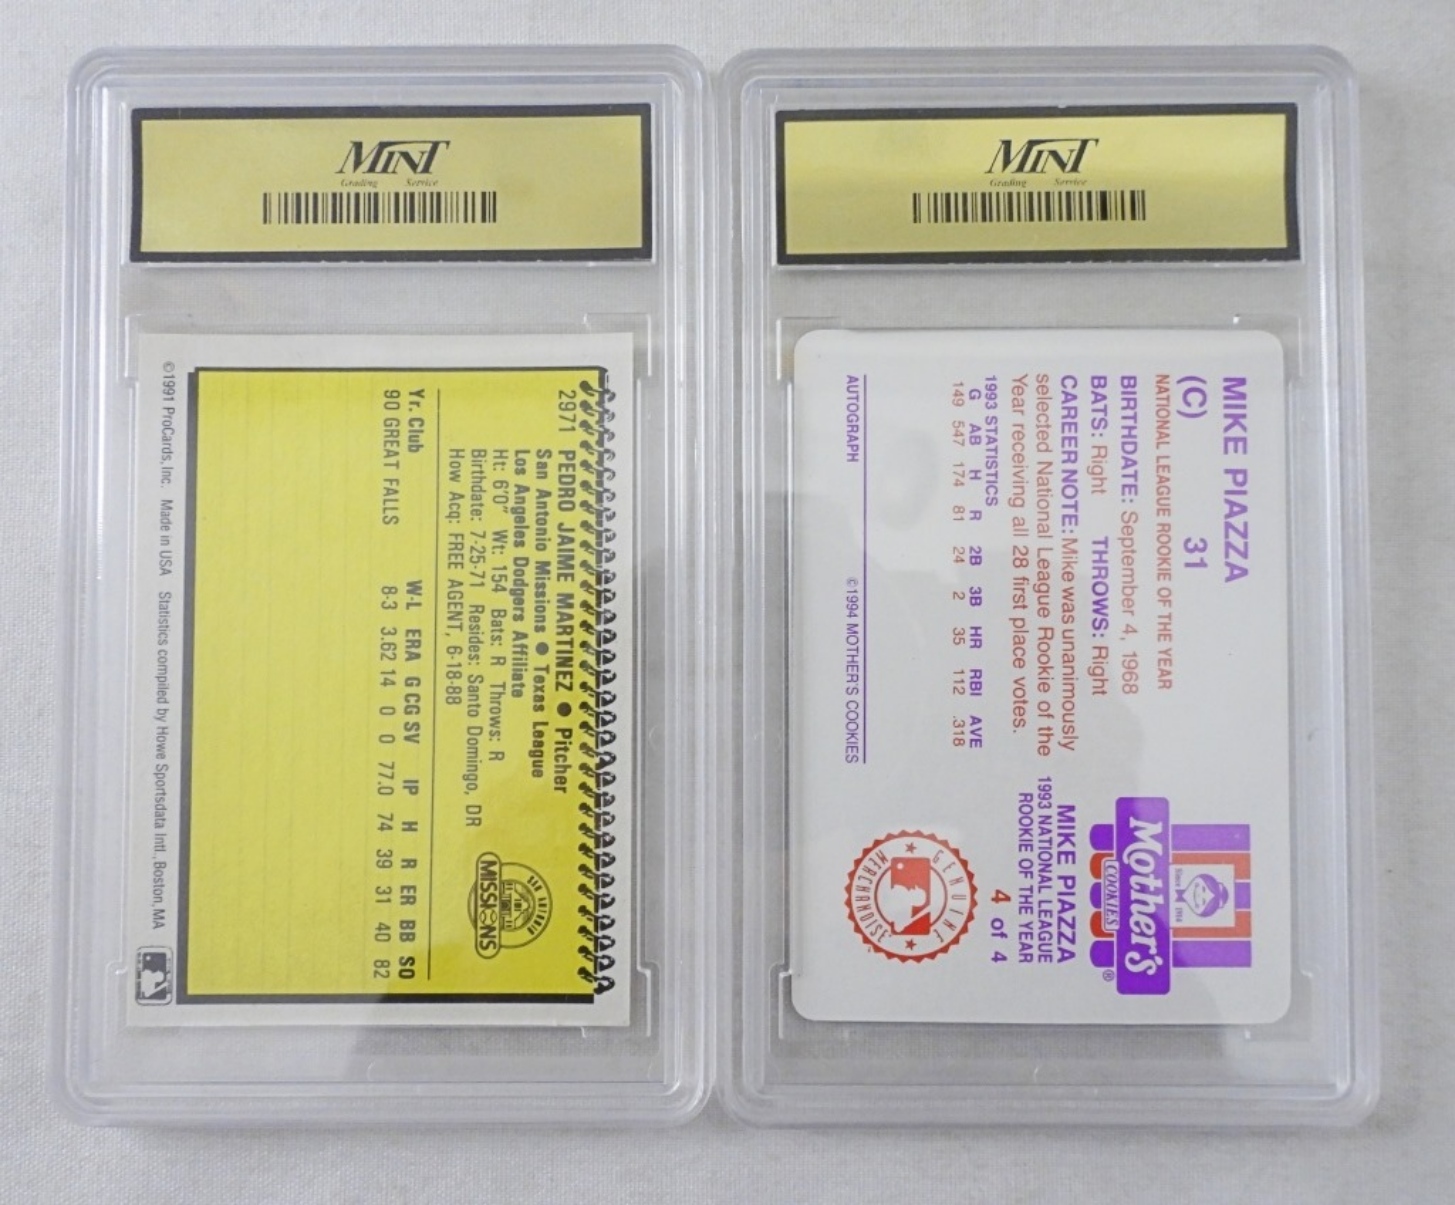 MINT
Grading Service
2971 PEDRO JAIME MARTINEZ ● Pitcher
San Antonio Missions ● Texas League
Los Angeles Dodgers Affiliate
Ht: 6'0" Wt: 154 Bats: R Throws: R
Birthdate: 7-25-71 Resides: Santo Domingo, DR
How Acq: FREE AGENT, 6-18-88
SAN ANTONIO
MISSIONS
Yr. Club W-L ERA G CG SV IP H R ER BB SO
90 GREAT FALLS 8-3 3.62 14 0 0 77.0 74 39 31 40 82
©1991 ProCards, Inc. Made in USA Statistics compiled by Howe Sportsdata Intl., Boston, MA
MINT
Grading Service
MIKE PIAZZA
(C) 31
NATIONAL LEAGUE ROOKIE OF THE YEAR
BIRTHDATE: September 4, 1968
BATS: Right THROWS: Right
CAREER NOTE: Mike was unanimously
selected National League Rookie of the
Year receiving all 28 first place votes.
1993 STATISTICS
G AB H R 2B 3B HR RBI AVE
149 547 174 81 24 2 35 112 .318
AUTOGRAPH ©1994 MOTHER'S COOKIES
Since 1914
Mother's
COOKIES
®
MIKE PIAZZA
1993 NATIONAL LEAGUE
ROOKIE OF THE YEAR
4 of 4
GENUINE
MERCHANDISE